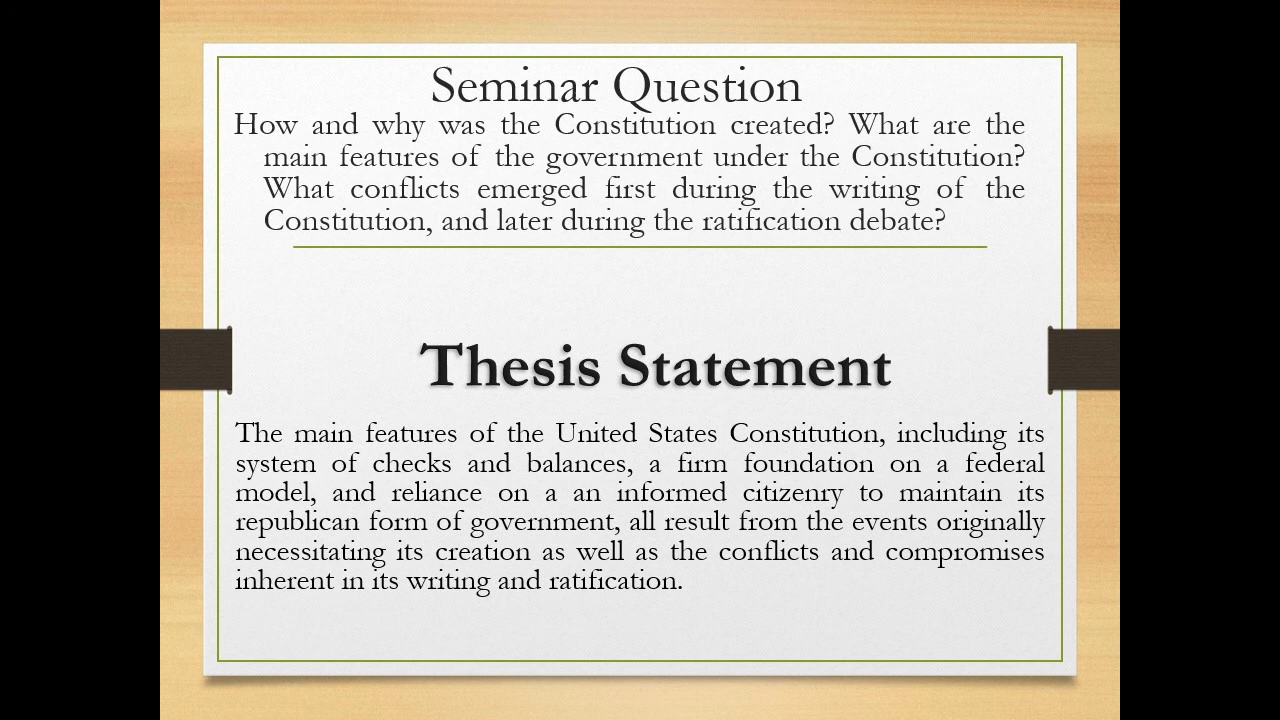 Seminar Question
How and why was the Constitution created? What are the
main features of the government under the Constitution?
What conflicts emerged first during the writing of the
Constitution, and later during the ratification debate?
Thesis Statement
The main features of the United States Constitution, including its
system of checks and balances, a firm foundation on a federal
model, and reliance on a an informed citizenry to maintain its
republican form of government, all result from the events originally
necessitating its creation as well as the conflicts and compromises
inherent in its writing and ratification.